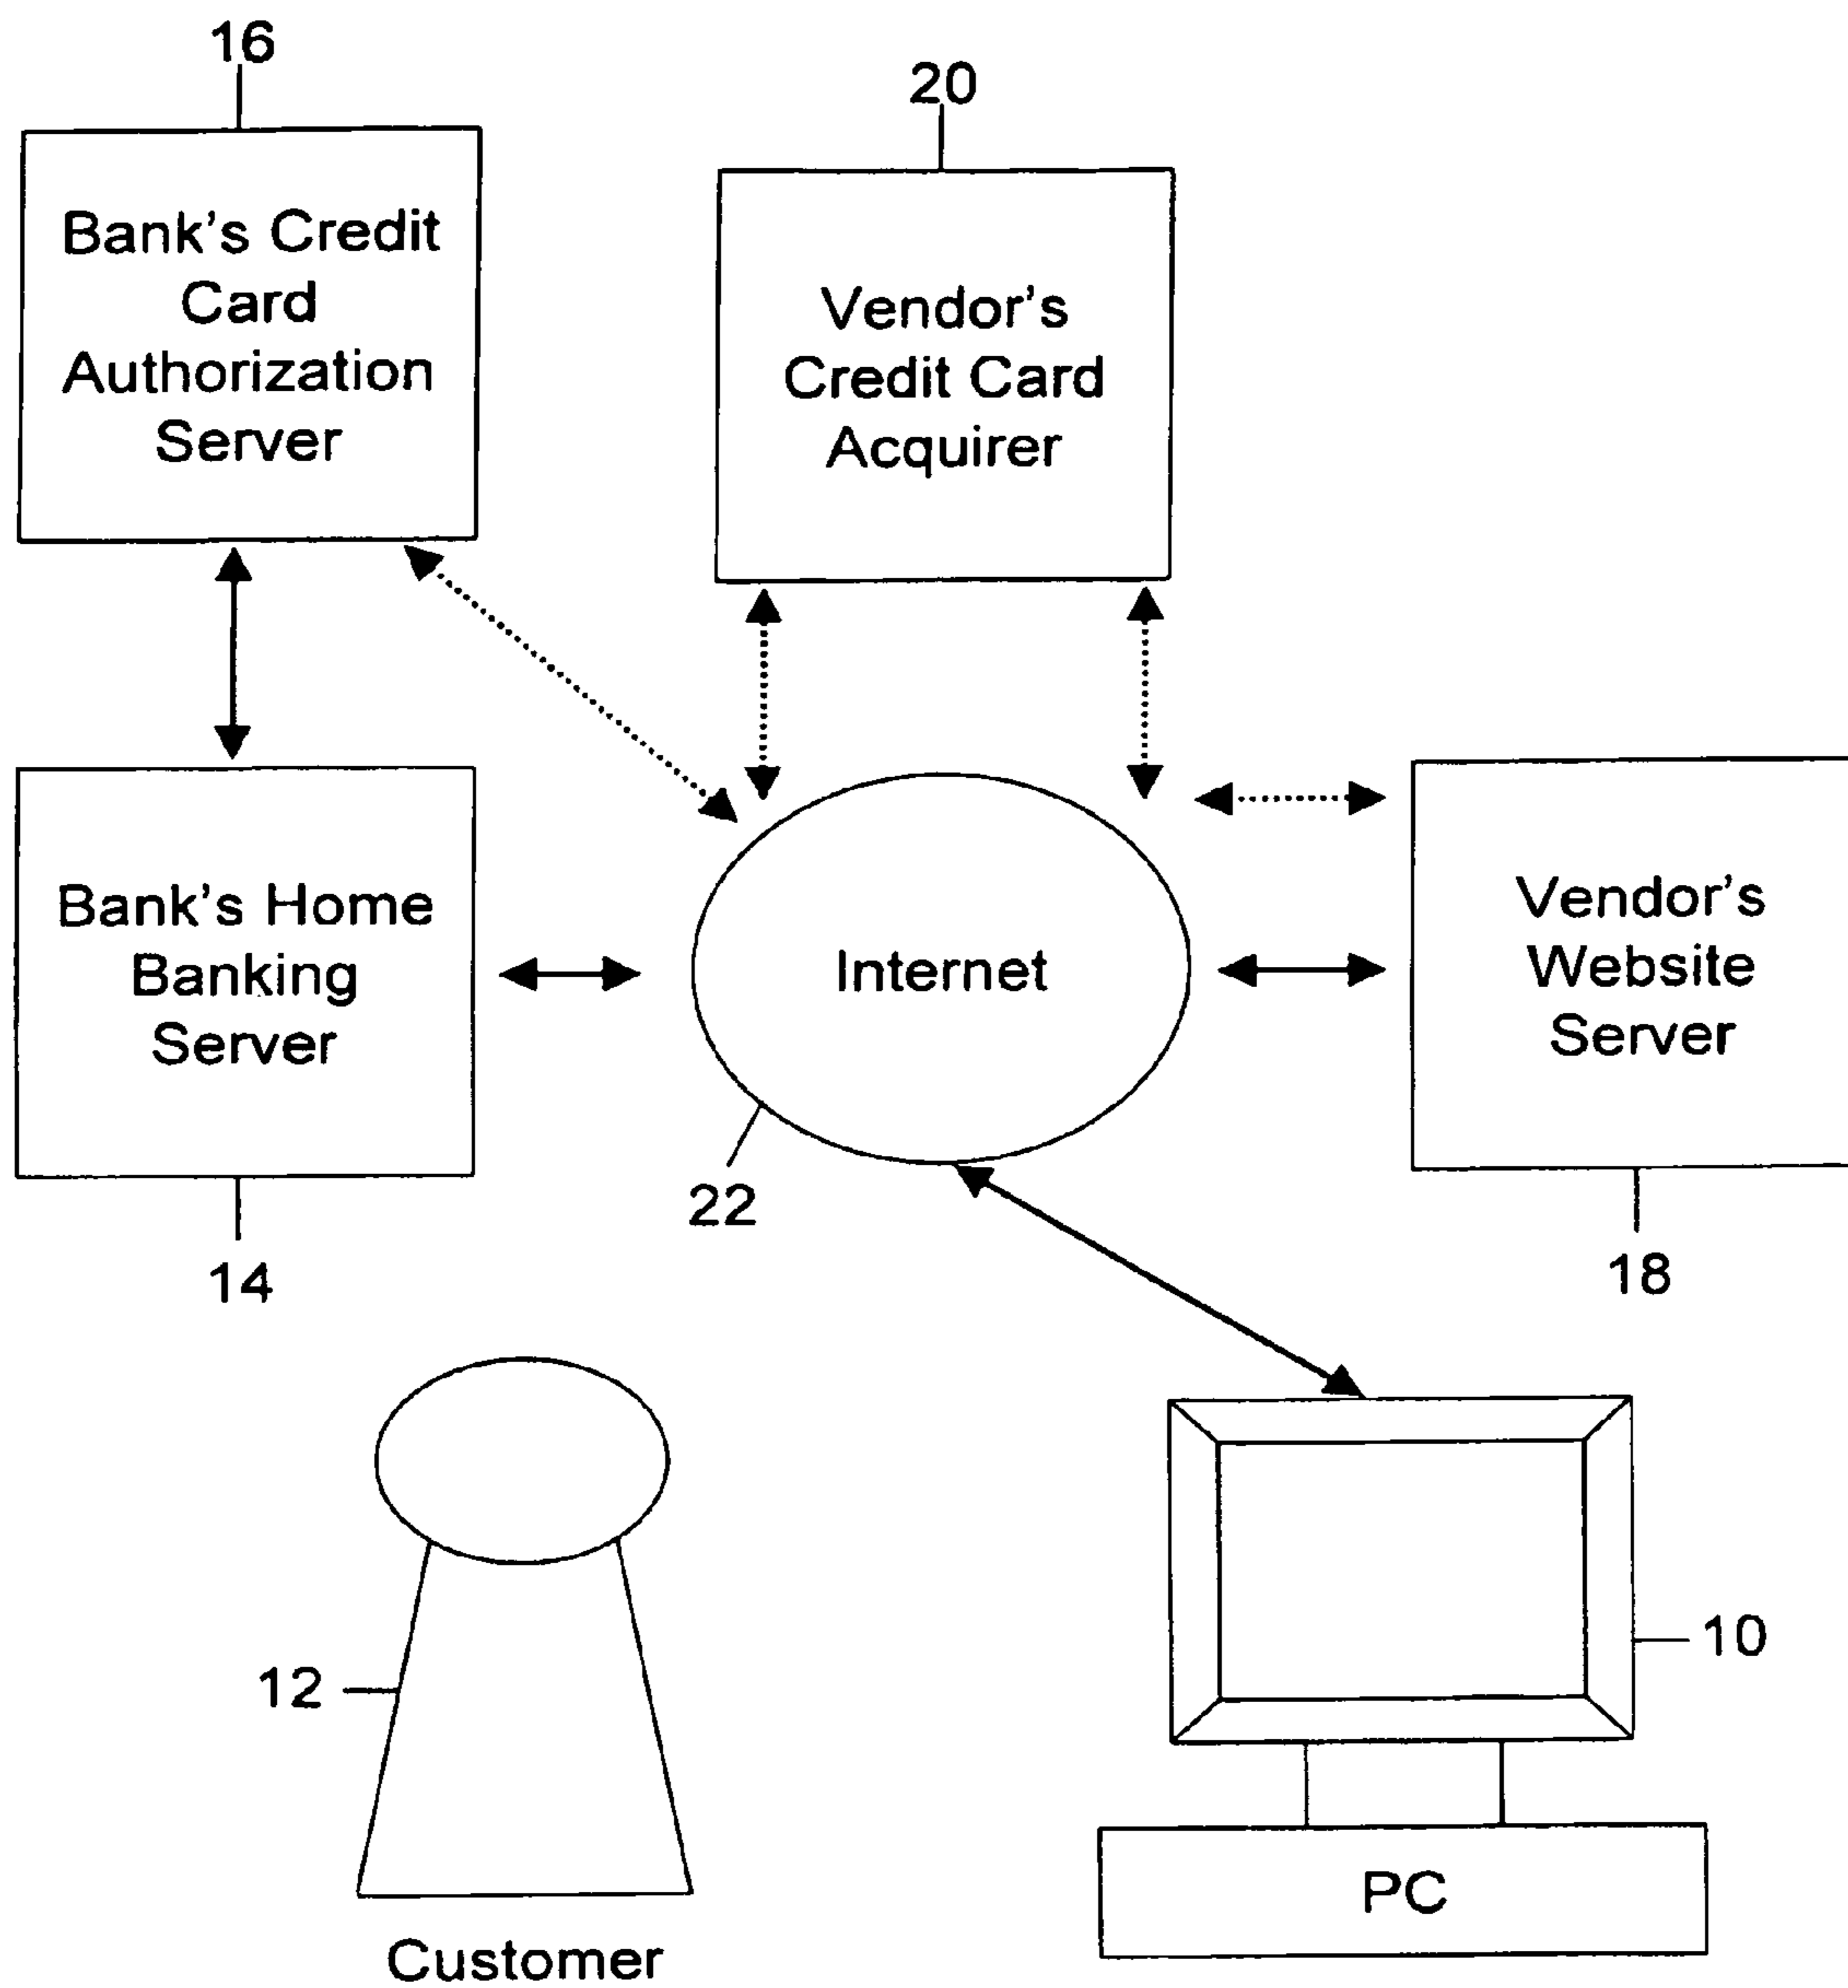 16
20
Bank's Credit
Card
Authorization
Server
Vendor's
Credit Card
Acquirer
Bank's Home
Banking
Server
Internet
Vendor's
Website
Server
22
14
18
12
10
PC
Customer